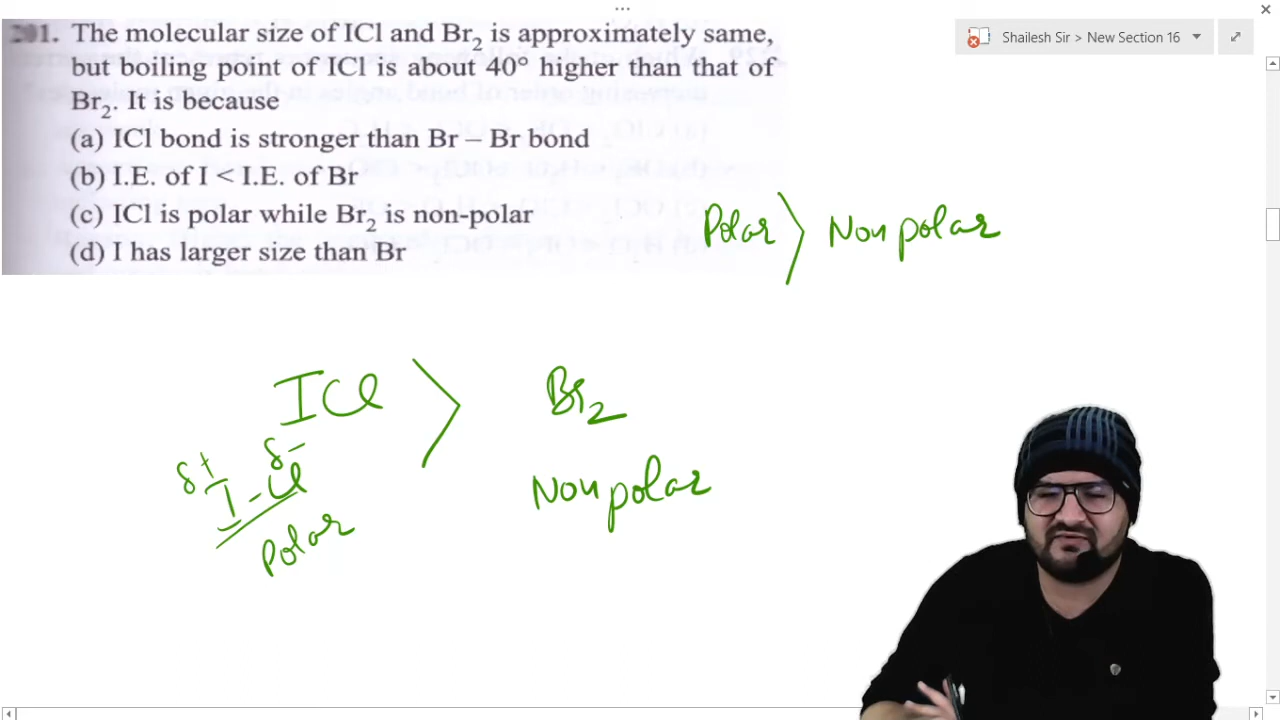 201. The molecular size of ICl and Br₂ is approximately same,
but boiling point of ICl is about 40° higher than that of
Br₂. It is because
(a) ICl bond is stronger than Br – Br bond
(b) I.E. of I < I.E. of Br
(c) ICl is polar while Br₂ is non-polar
(d) I has larger size than Br
Shailesh Sir > New Section 16
Polar > Non polar
ICl > Br₂
δ+ δ–
I - Cl
Polar
Non polar